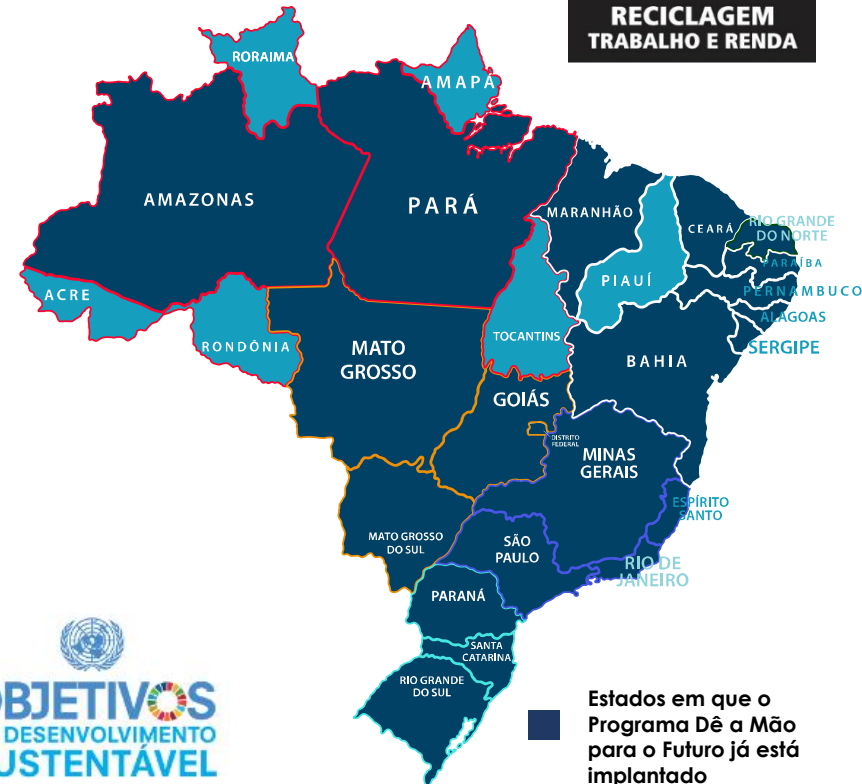 RECICLAGEM
TRABALHO E RENDA
RORAIMA
AMAPÁ
AMAZONAS
PARÁ
MARANHÃO
CEARÁ
RIO GRANDE
DO NORTE
PARAÍBA
PERNAMBUCO
ALAGOAS
SERGIPE
PIAUÍ
ACRE
RONDÔNIA
TOCANTINS
MATO
GROSSO
BAHIA
GOIÁS
DISTRITO
FEDERAL
MINAS
GERAIS
ESPÍRITO
SANTO
MATO GROSSO
DO SUL
SÃO
PAULO
RIO DE
JANEIRO
PARANÁ
SANTA
CATARINA
RIO GRANDE
DO SUL
BJETIVOS
DESENVOLVIMENTO
USTENTÁVEL
Estados em que o
Programa Dê a Mão
para o Futuro já está
implantado